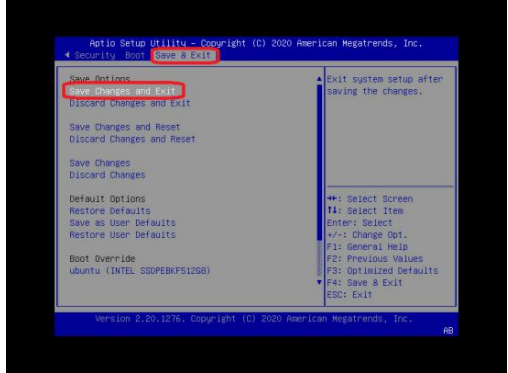 Aptio Setup Utility – Copyright (C) 2020 American Megatrends, Inc.
Security Boot Save & Exit
Save Options
Save Changes and Exit
Discard Changes and Exit
Save Changes and Reset
Discard Changes and Reset
Save Changes
Discard Changes
Default Options
Restore Defaults
Save as User Defaults
Restore User Defaults
Boot Override
ubuntu (INTEL SSDPEBKF512G8)
Exit system setup after
saving the changes.
→←: Select Screen
↑↓: Select Item
Enter: Select
+/-: Change Opt.
F1: General Help
F2: Previous Values
F3: Optimized Defaults
F4: Save & Exit
ESC: Exit
Version 2.20.1276. Copyright (C) 2020 American Megatrends, Inc.
AB